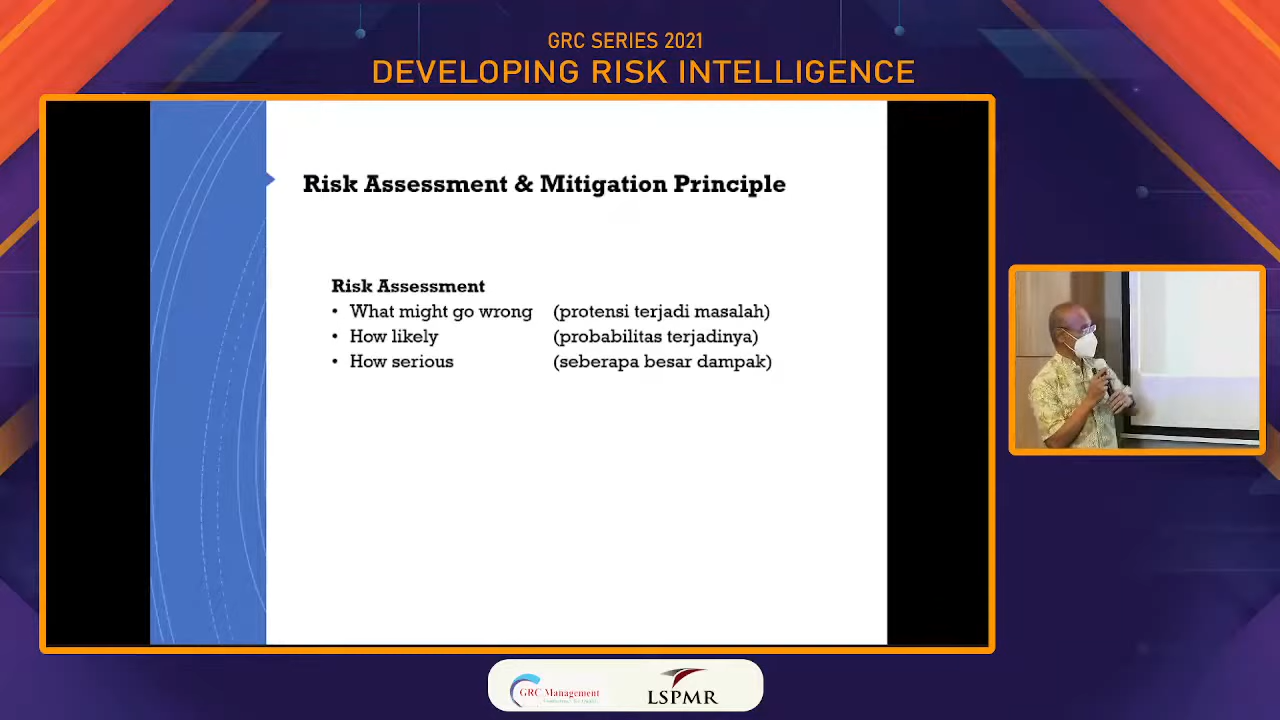 GRC SERIES 2021
DEVELOPING RISK INTELLIGENCE
Risk Assessment & Mitigation Principle
Risk Assessment
• What might go wrong (protensi terjadi masalah)
• How likely (probabilitas terjadinya)
• How serious (seberapa besar dampak)
GRC Management
LSPMR